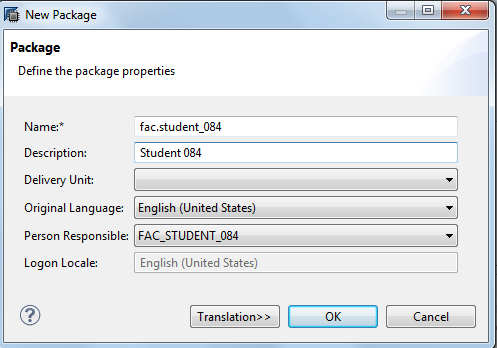 New Package
Package
Define the package properties
Name:* fac.student_084
Description: Student 084
Delivery Unit:
Original Language: English (United States)
Person Responsible: FAC_STUDENT_084
Logon Locale: English (United States)
? Translation>> OK Cancel